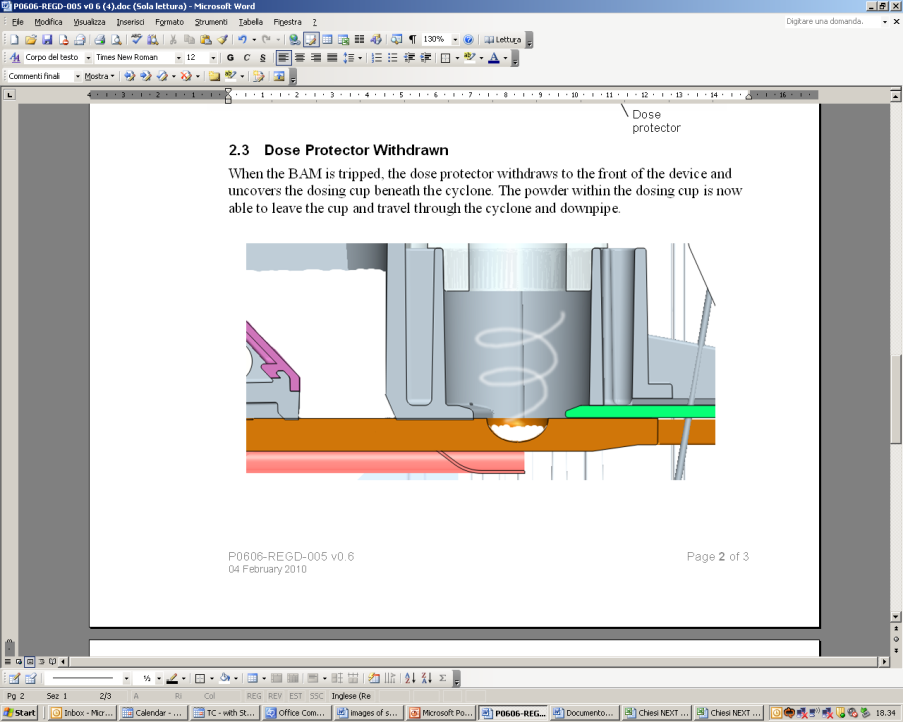 P0606-REGD-005 v0 6 (4).doc (Sola lettura) - Microsoft Word
File Modifica Visualizza Inserisci Formato Strumenti Tabella Finestra ?
Digitare una domanda.
130%
Lettura
Corpo del testo Times New Roman 12 G C S
Commenti finali Mostra
Dose
protector
2.3 Dose Protector Withdrawn
When the BAM is tripped, the dose protector withdraws to the front of the device and
uncovers the dosing cup beneath the cyclone. The powder within the dosing cup is now
able to leave the cup and travel through the cyclone and downpipe.
P0606-REGD-005 v0.6
Page 2 of 3
04 February 2010
Pg 2 Sez 1 2/3 A Ri Col REG REV EST SSC Inglese (Re
Start Inbox - Micr... Calendar - ... TC - with St... Office Com... images of s... Microsoft Po... P0606-REG... Documento... Chiesi NEXT ... Chiesi NEXT ... 18.34